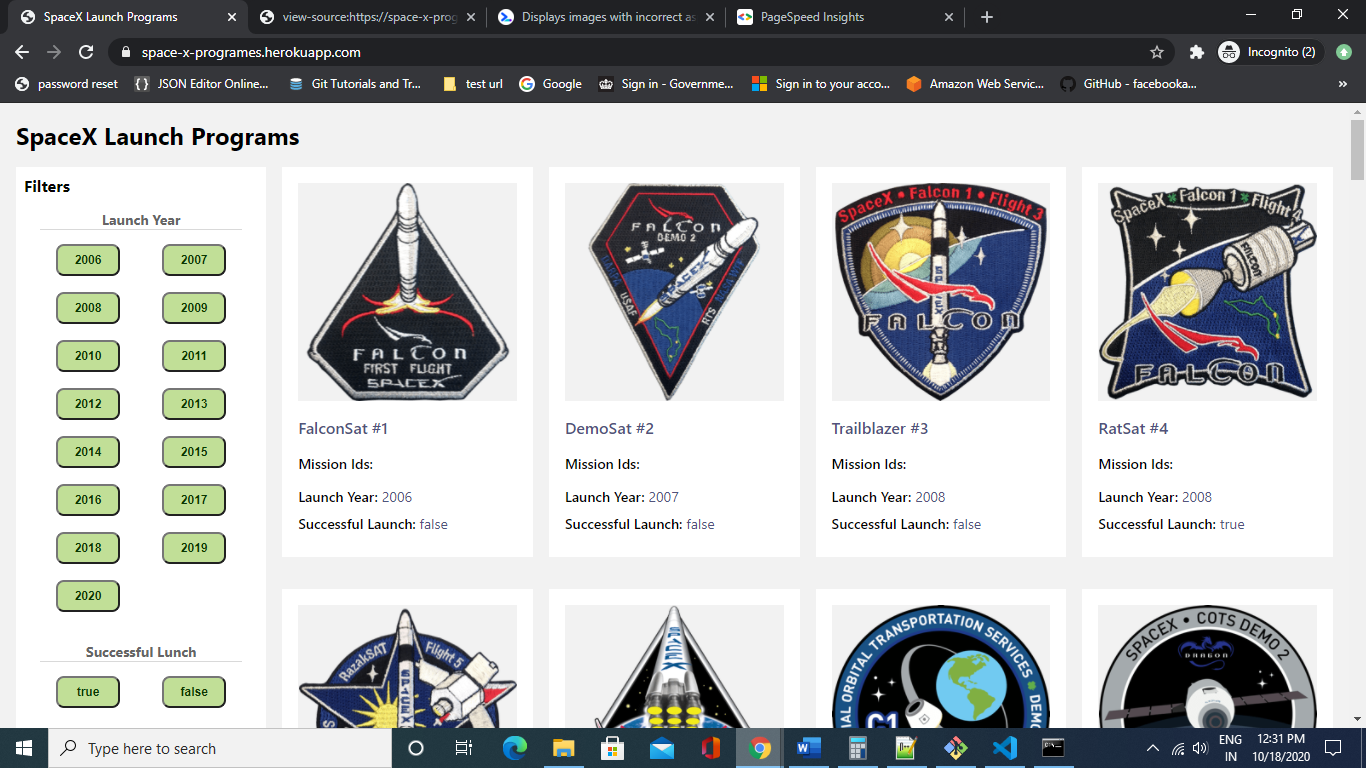 SpaceX Launch Programs
view-source:https://space-x-prog
Displays images with incorrect as
PageSpeed Insights
space-x-programes.herokuapp.com
Incognito (2)
password reset
JSON Editor Online...
Git Tutorials and Tr...
test url
Google
Sign in - Governme...
Sign in to your acco...
Amazon Web Servic...
GitHub - facebooka...
»
SpaceX Launch Programs
Filters
Launch Year
2006 2007
2008 2009
2010 2011
2012 2013
2014 2015
2016 2017
2018 2019
2020
Successful Lunch
true false
FALCON
FIRST FLIGHT
SPACEX
FalconSat #1
Mission Ids:
Launch Year: 2006
Successful Launch: false
FALCON
DEMO 2
USAF
RTS
SPACEX
DemoSat #2
Mission Ids:
Launch Year: 2007
Successful Launch: false
SpaceX • Falcon 1 • Flight 3
SPACEX
FALCON
Trailblazer #3
Mission Ids:
Launch Year: 2008
Successful Launch: false
SpaceX Falcon 1 Flight 4
FALCON
FALCON
RatSat #4
Mission Ids:
Launch Year: 2008
Successful Launch: true
RazakSAT Flight 5
SPACEX
SPACEX
ORBITAL TRANSPORTATION SERVICES
C1
SPACEX • COTS DEMO 2
DRAGON
Type here to search
ENG
IN
12:31 PM
10/18/2020